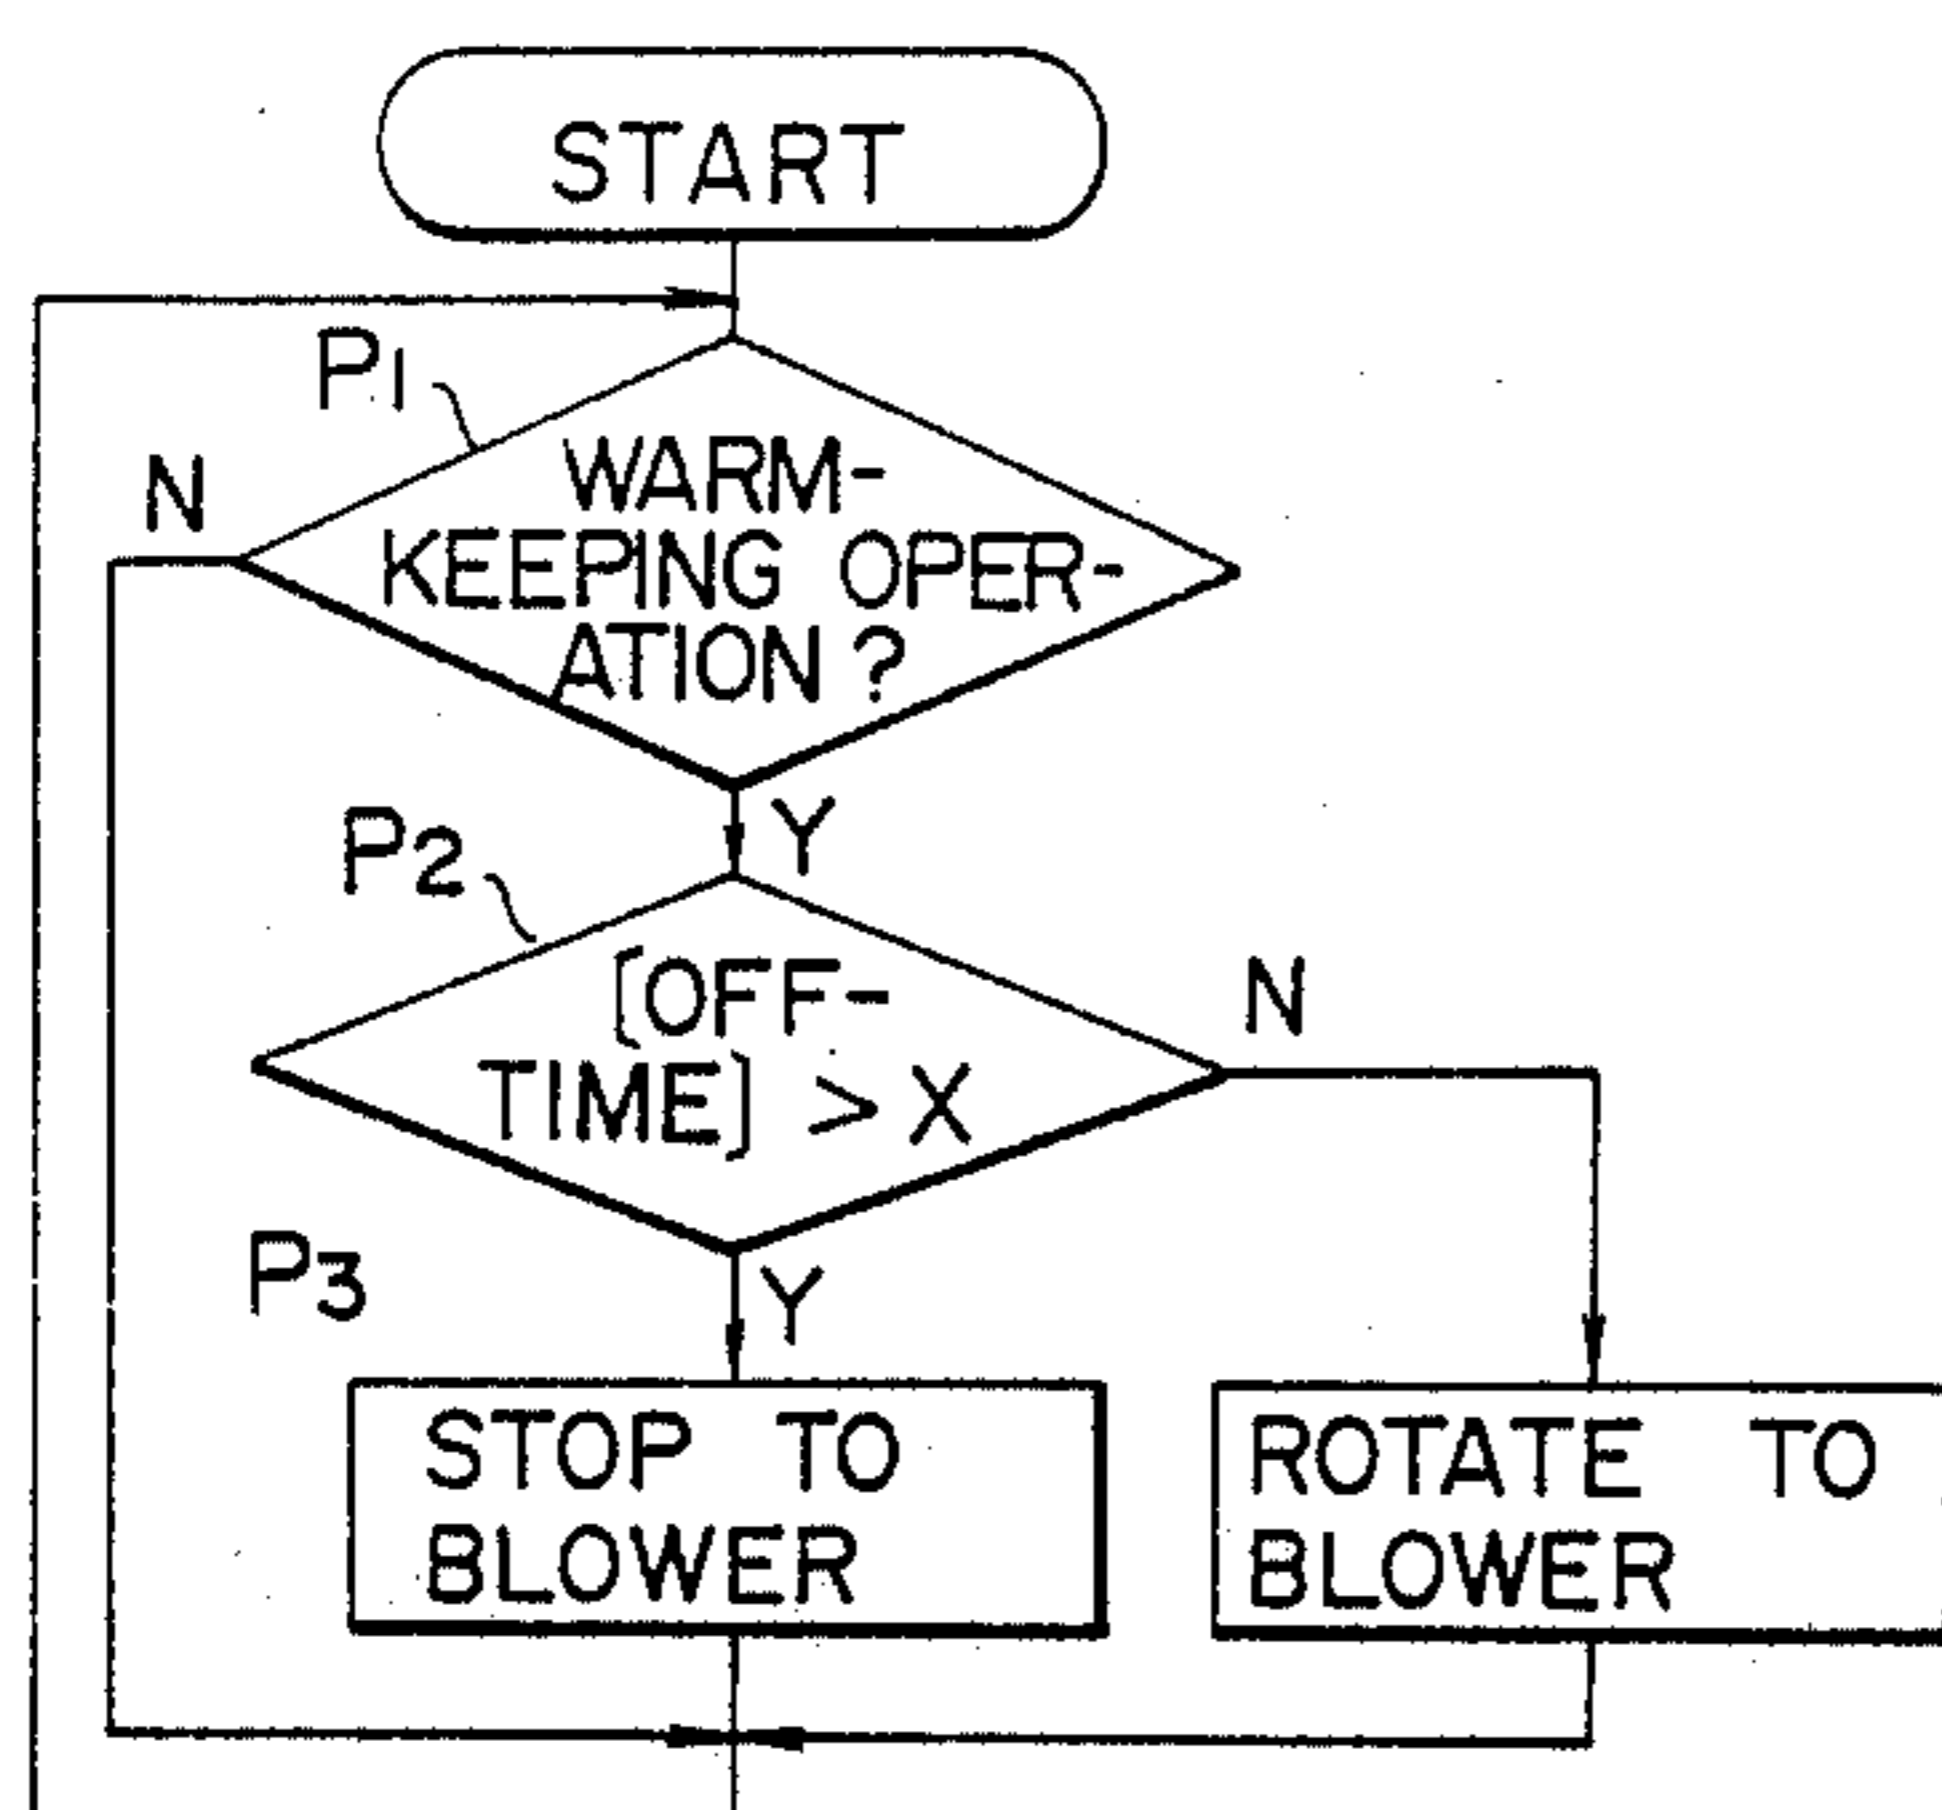 START
P1
N
WARM-
KEEPING OPER-
ATION?
Y
P2
[OFF-
TIME] > X
N
P3
Y
STOP TO
BLOWER
ROTATE TO
BLOWER